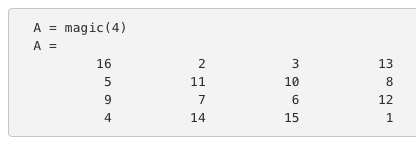 A = magic(4)
A =
16 2 3 13
5 11 10 8
9 7 6 12
4 14 15 1